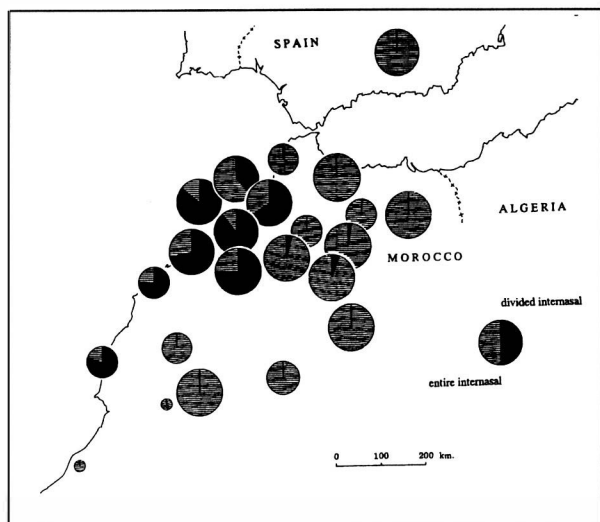 SPAIN
ALGERIA
MOROCCO
divided internasal
entire internasal
0 100 200 km.